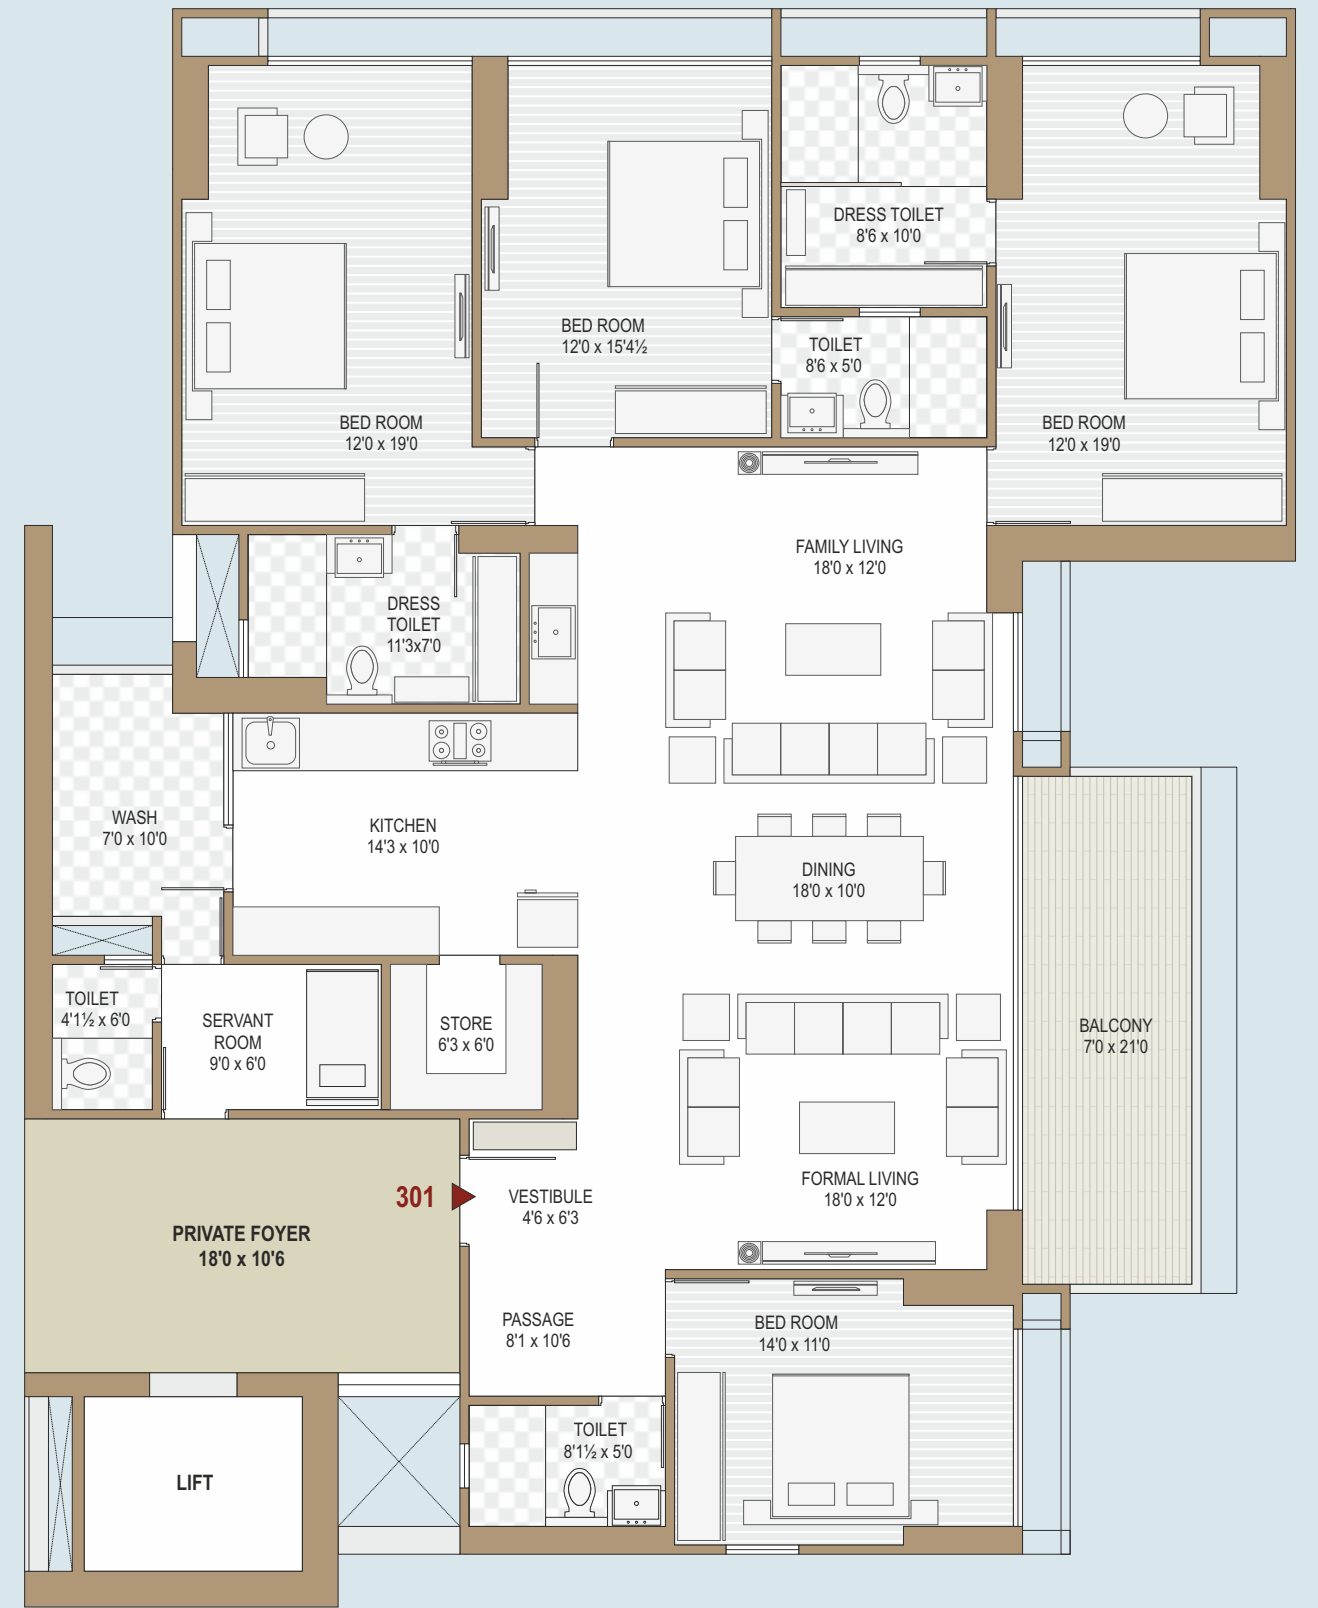 DRESS TOILET
8'6 x 10'0
BED ROOM
12'0 x 15'4½
TOILET
8'6 x 5'0
BED ROOM
12'0 x 19'0
BED ROOM
12'0 x 19'0
FAMILY LIVING
18'0 x 12'0
DRESS
TOILET
11'3x7'0
WASH
7'0 x 10'0
KITCHEN
14'3 x 10'0
DINING
18'0 x 10'0
TOILET
4'1½ x 6'0
SERVANT
ROOM
9'0 x 6'0
STORE
6'3 x 6'0
BALCONY
7'0 x 21'0
FORMAL LIVING
18'0 x 12'0
301
VESTIBULE
4'6 x 6'3
PRIVATE FOYER
18'0 x 10'6
PASSAGE
8'1 x 10'6
BED ROOM
14'0 x 11'0
TOILET
8'1½ x 5'0
LIFT